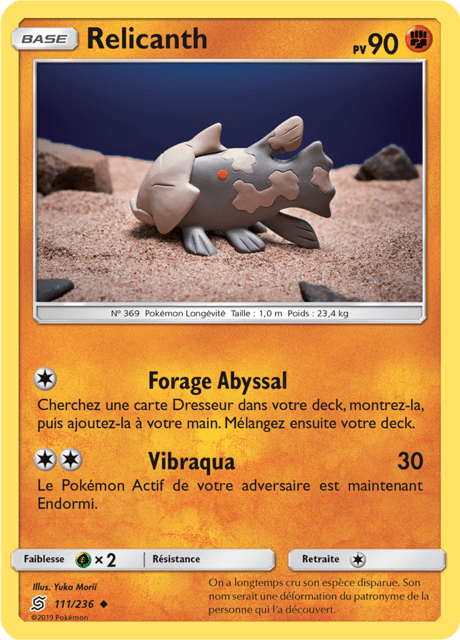 BASE Relicanth PV 90
N° 369 Pokémon Longévité Taille : 1,0 m Poids : 23,4 kg
Forage Abyssal
Cherchez une carte Dresseur dans votre deck, montrez-la,
puis ajoutez-la à votre main. Mélangez ensuite votre deck.
Vibraqua 30
Le Pokémon Actif de votre adversaire est maintenant
Endormi.
Faiblesse ×2 Résistance Retraite
Illus. Yuka Morii
111/236
©2019 Pokémon
On a longtemps cru son espèce disparue. Son
nom serait une déformation du patronyme de la
personne qui l'a découvert.